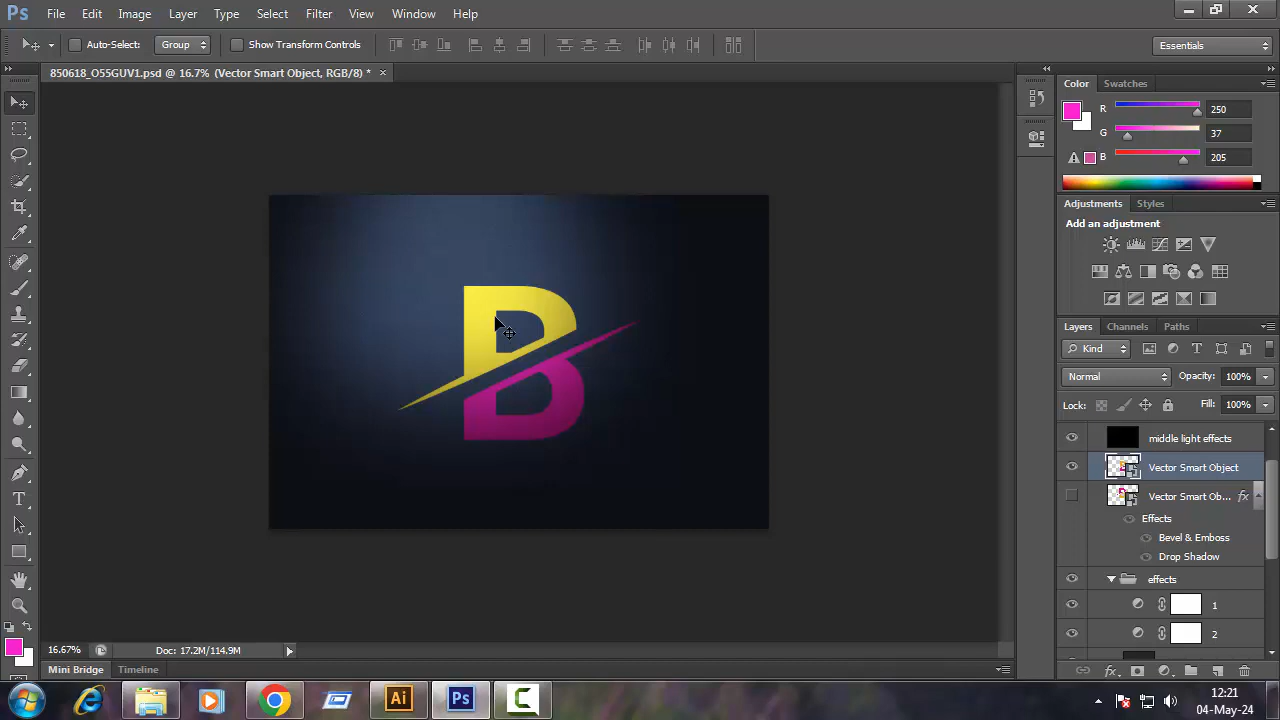 Ps File Edit Image Layer Type Select Filter View Window Help
Auto-Select: Group Show Transform Controls Essentials
850618_O55GUV1.psd @ 16.7% (Vector Smart Object, RGB/8) *
Color Swatches
R 250
G 37
B 205
Adjustments Styles
Add an adjustment
B
Layers Channels Paths
Kind
Normal Opacity: 100%
Lock: Fill: 100%
middle light effects
Vector Smart Object
Vector Smart Ob... fx
Effects
Bevel & Emboss
Drop Shadow
effects
1
2
16.67% Doc: 17.2M/114.9M
Mini Bridge Timeline
Ai Ps C
12:21
04-May-24